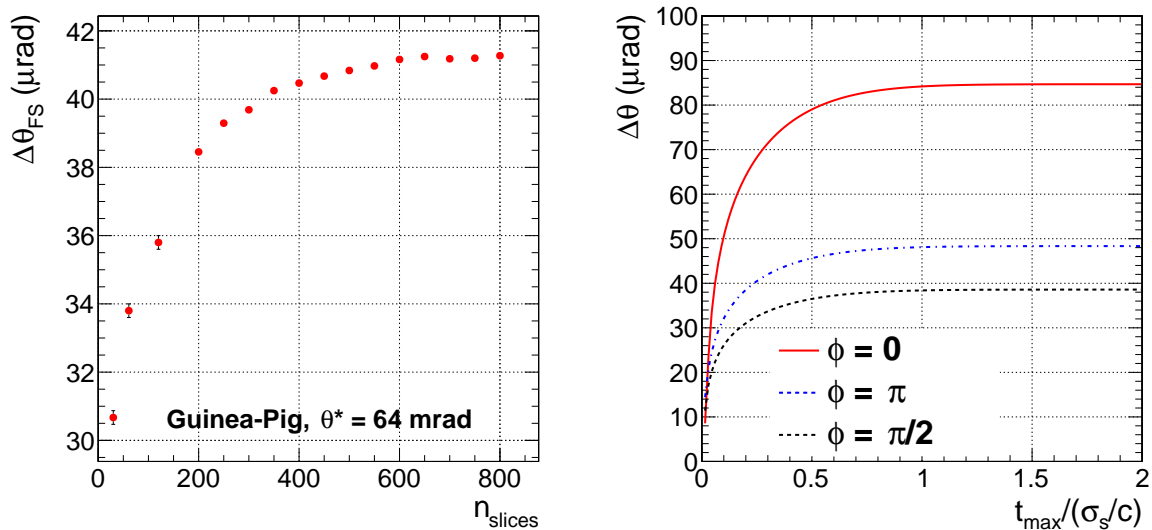 Δθ_FS (μrad)
42
40
38
36
34
32
30
Guinea-Pig, θ* = 64 mrad
0 200 400 600 800
n_slices
Δθ (μrad)
100
90
80
70
60
50
40
30
20
10
0
ϕ = 0
ϕ = π
ϕ = π/2
0 0.5 1 1.5 2
t_max/(σ_s/c)